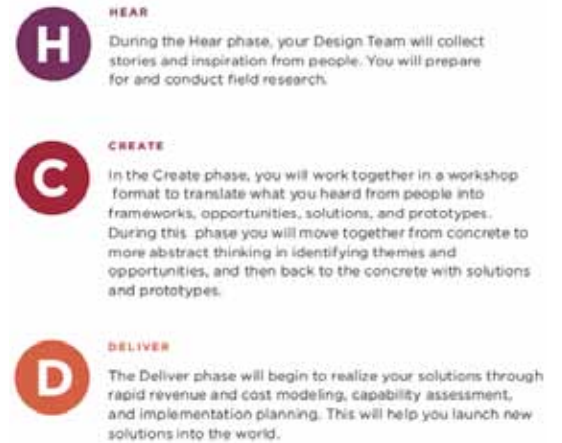 H
HEAR
During the Hear phase, your Design Team will collect
stories and inspiration from people. You will prepare
for and conduct field research.
C
CREATE
In the Create phase, you will work together in a workshop
format to translate what you heard from people into
frameworks, opportunities, solutions, and prototypes.
During this phase you will move together from concrete to
more abstract thinking in identifying themes and
opportunities, and then back to the concrete with solutions
and prototypes.
D
DELIVER
The Deliver phase will begin to realize your solutions through
rapid revenue and cost modeling, capability assessment,
and implementation planning. This will help you launch new
solutions into the world.